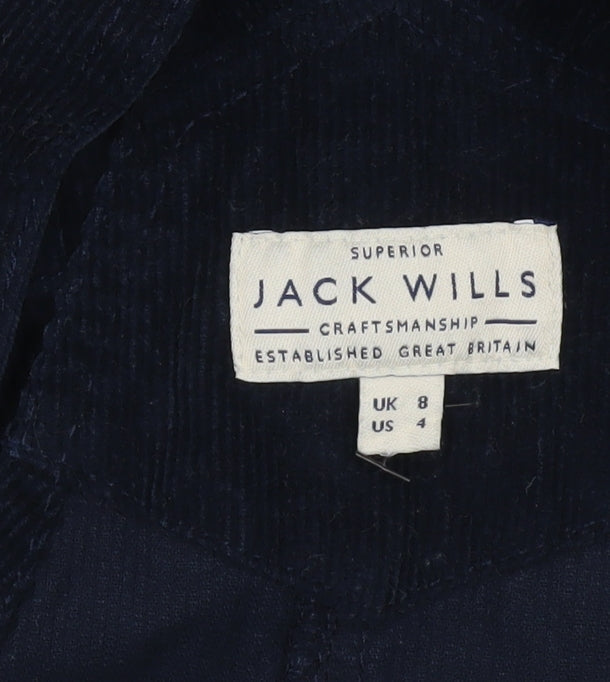 SUPERIOR
JACK WILLS
CRAFTSMANSHIP
ESTABLISHED GREAT BRITAIN
UK 8
US 4